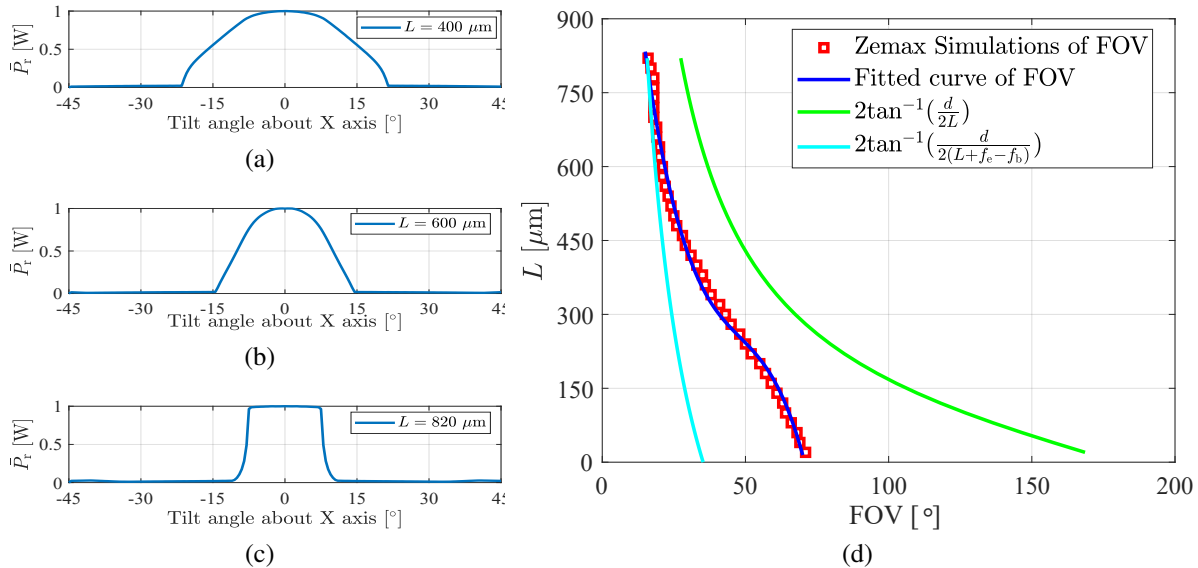 P̄r [W]
1
0.5
0
L = 400 μm
-45 -30 -15 0 15 30 45
Tilt angle about X axis [°]
(a)
P̄r [W]
1
0.5
0
L = 600 μm
-45 -30 -15 0 15 30 45
Tilt angle about X axis [°]
(b)
P̄r [W]
1
0.5
0
L = 820 μm
-45 -30 -15 0 15 30 45
Tilt angle about X axis [°]
(c)
L [μm]
900
750
600
450
300
150
0
Zemax Simulations of FOV
Fitted curve of FOV
2tan⁻¹(d/2L)
2tan⁻¹(d/2(L+fe−fb))
0 50 100 150 200
FOV [°]
(d)